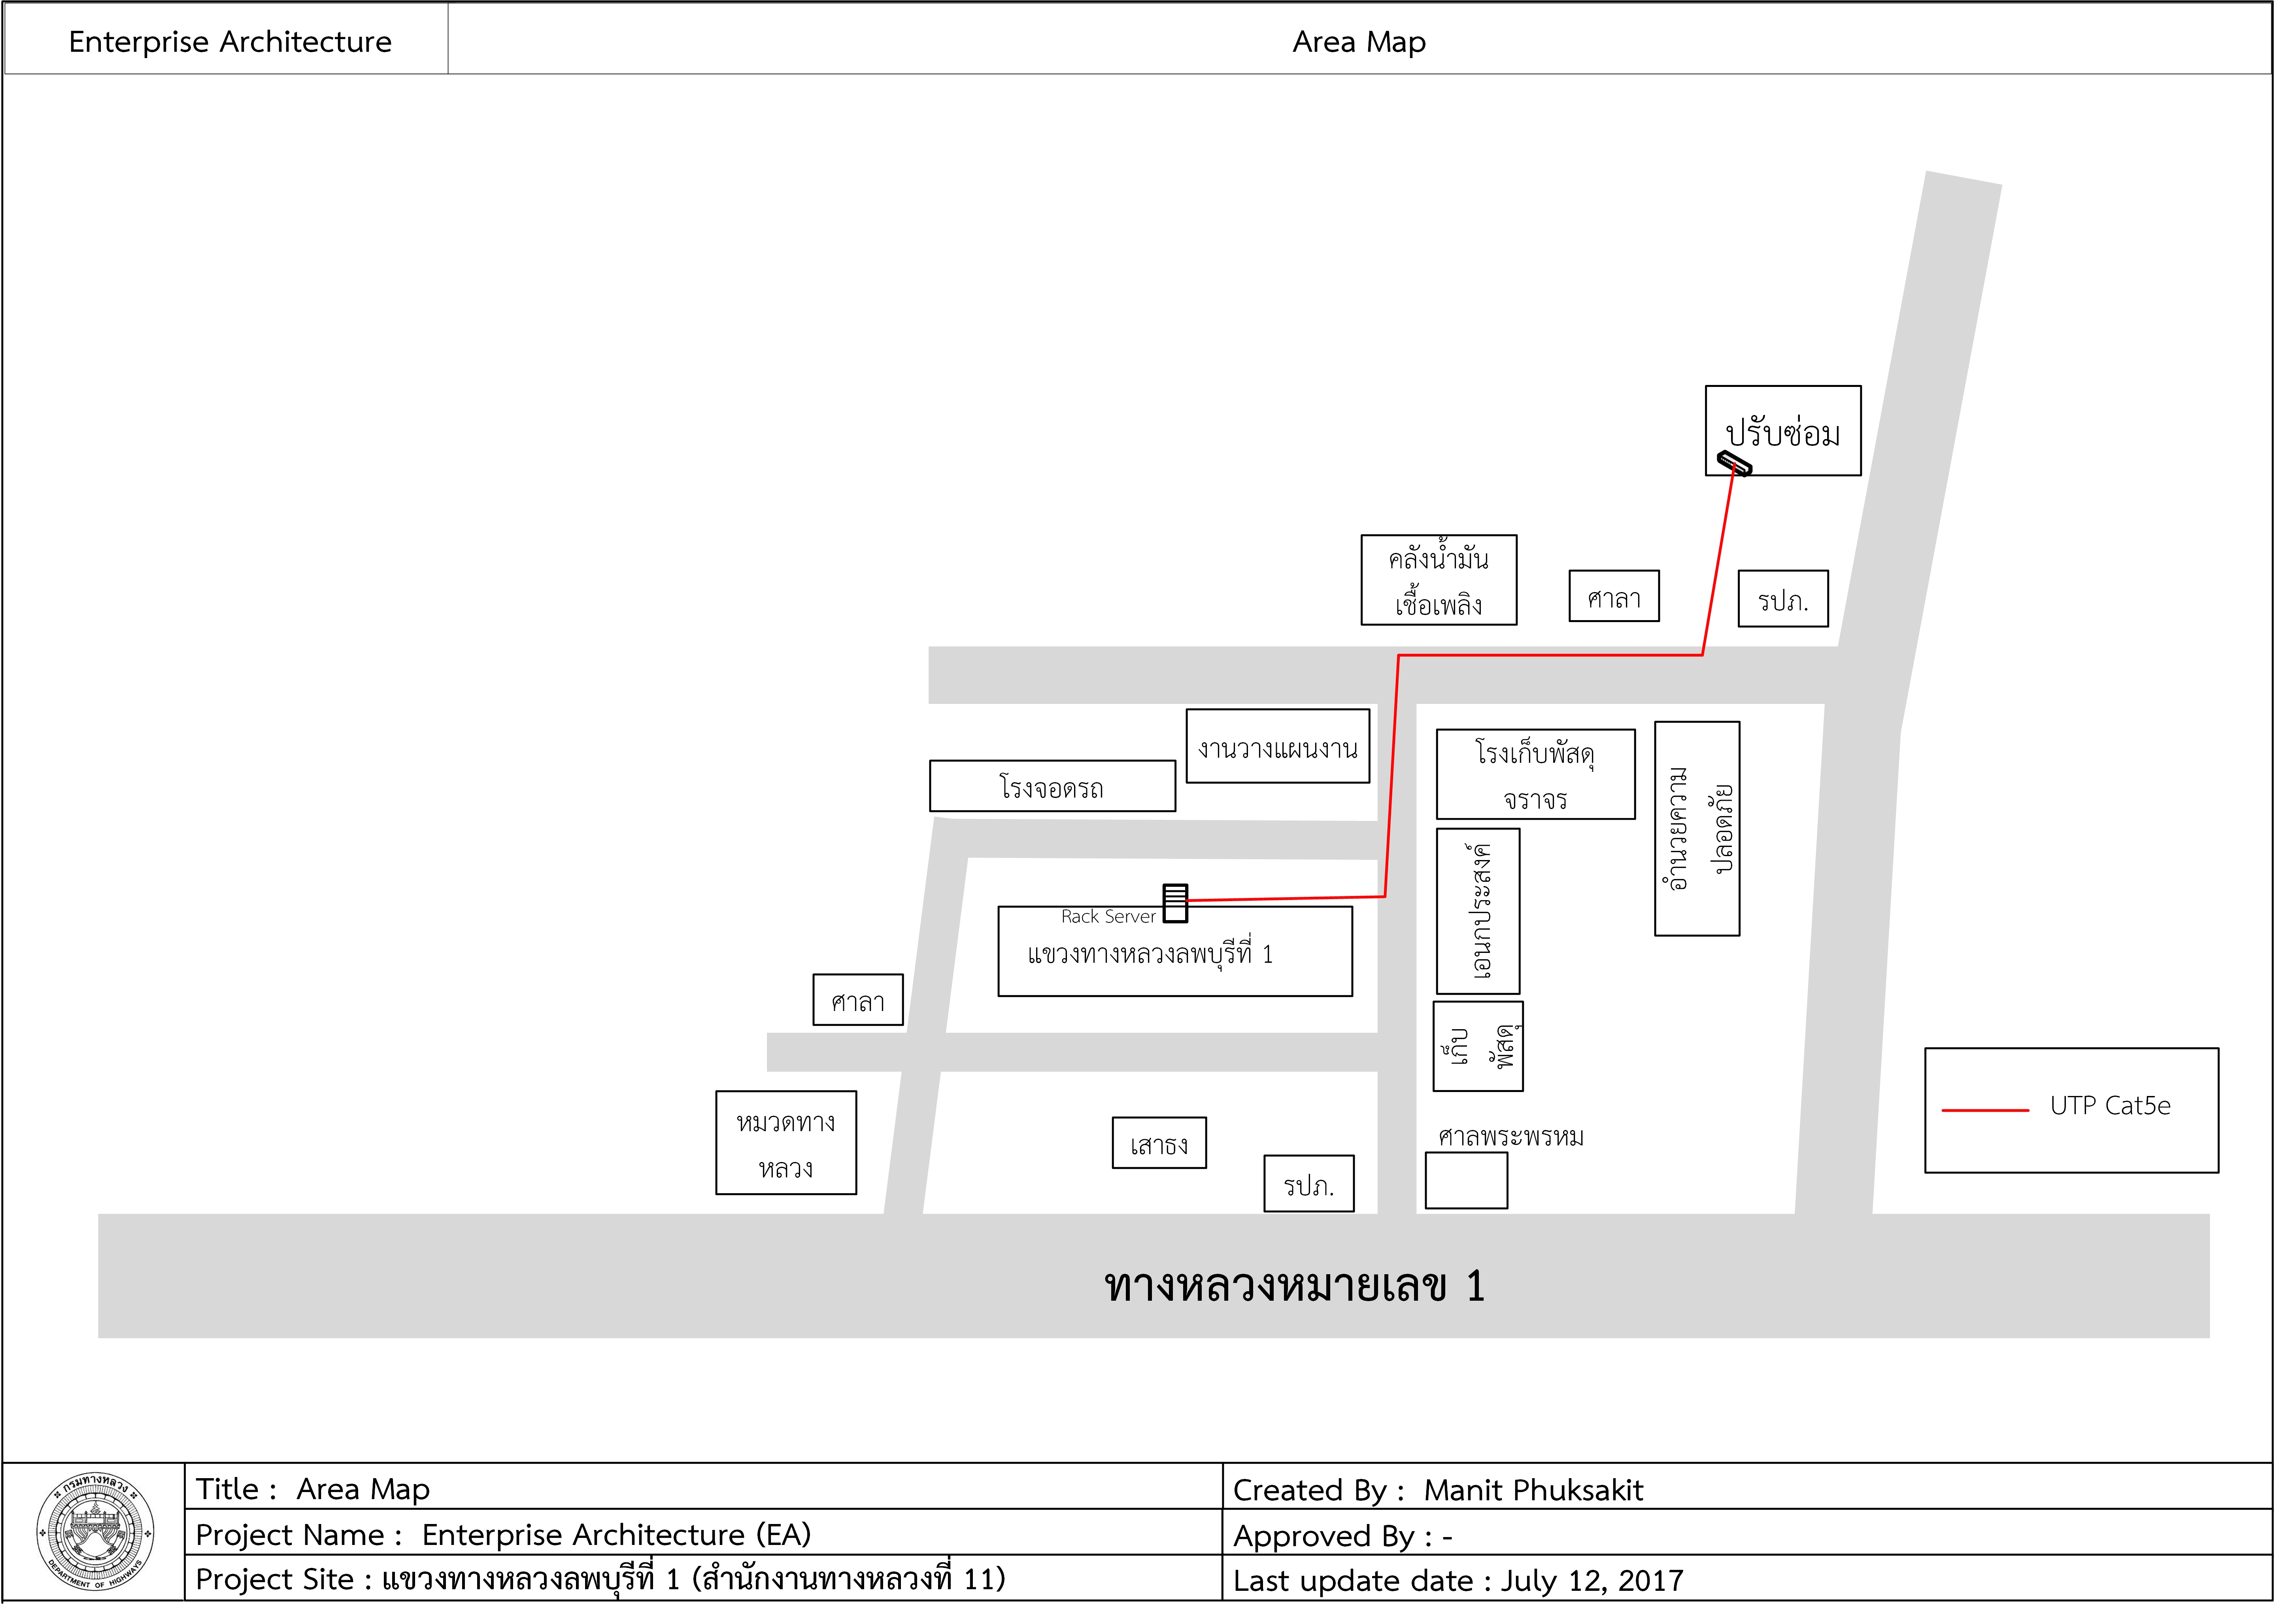 Enterprise Architecture
Area Map
ปรับซ่อม
คลังน้ำมัน
เชื้อเพลิง
ศาลา
รปภ.
งานวางแผนงาน
โรงจอดรถ
โรงเก็บพัสดุ
จราจร
อำนวยความ
ปลอดภัย
เอนกประสงค์
Rack Server
แขวงทางหลวงลพบุรีที่ 1
ศาลา
เก็บ
พัสดุ
หมวดทาง
หลวง
เสาธง
รปภ.
ศาลพระพรหม
UTP Cat5e
ทางหลวงหมายเลข 1
กรมทางหลวง
DEPARTMENT OF HIGHWAYS
Title : Area Map
Created By : Manit Phuksakit
Project Name : Enterprise Architecture (EA)
Approved By : -
Project Site : แขวงทางหลวงลพบุรีที่ 1 (สำนักงานทางหลวงที่ 11)
Last update date : July 12, 2017